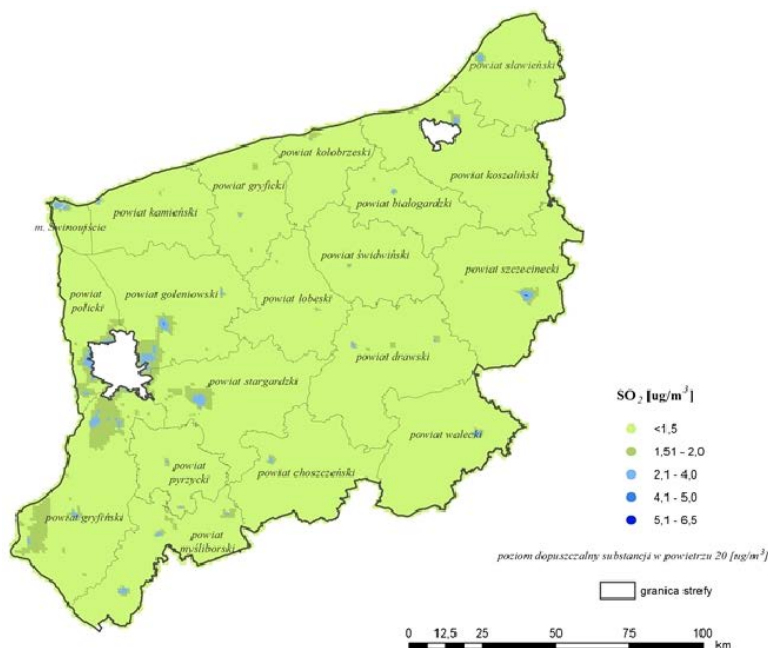 powiat sławieński
powiat kołobrzeski
powiat koszaliński
powiat gryficki
powiat białogardzki
powiat kamieński
m. Świnoujście
powiat świdwiński
powiat szczecinecki
powiat
policki
powiat goleniowski
powiat łobeski
powiat drawski
powiat stargardzki
powiat wałecki
powiat
pyrzycki
powiat choszczeński
powiat gryfiński
powiat
myśliborski
SO₂ [ug/m³]
<1,5
1,51 - 2,0
2,1 - 4,0
4,1 - 5,0
5,1 - 6,5
poziom dopuszczalny substancji w powietrzu 20 [ug/m³]
granica strefy
0 12,5 25 50 75 100
km